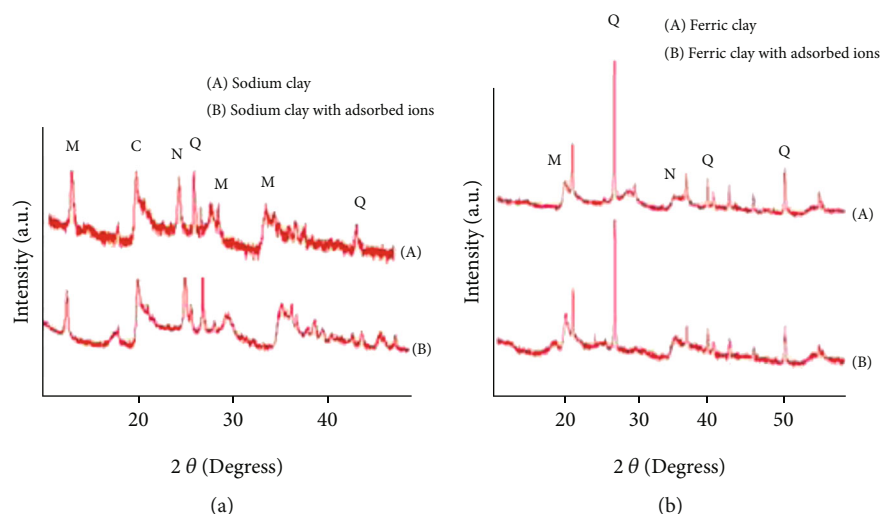 (A) Sodium clay
(B) Sodium clay with adsorbed ions
M
C
N
Q
M
M
Q
(A)
(B)
Intensity (a.u.)
20
30
40
2 θ (Degress)
(a)
(A) Ferric clay
(B) Ferric clay with adsorbed ions
Q
M
N
Q
Q
(A)
(B)
Intensity (a.u.)
20
30
40
50
2 θ (Degress)
(b)